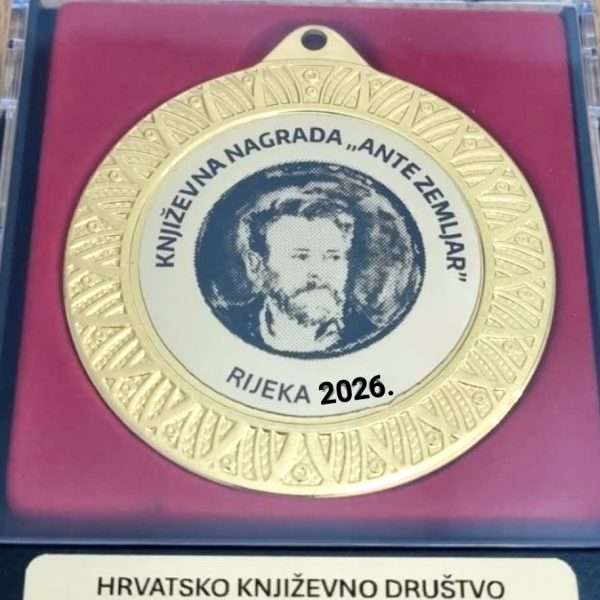 KNJIŽEVNA NAGRADA „ANTE ZEMLJAR”
RIJEKA 2026.
HRVATSKO KNJIŽEVNO DRUŠTVO